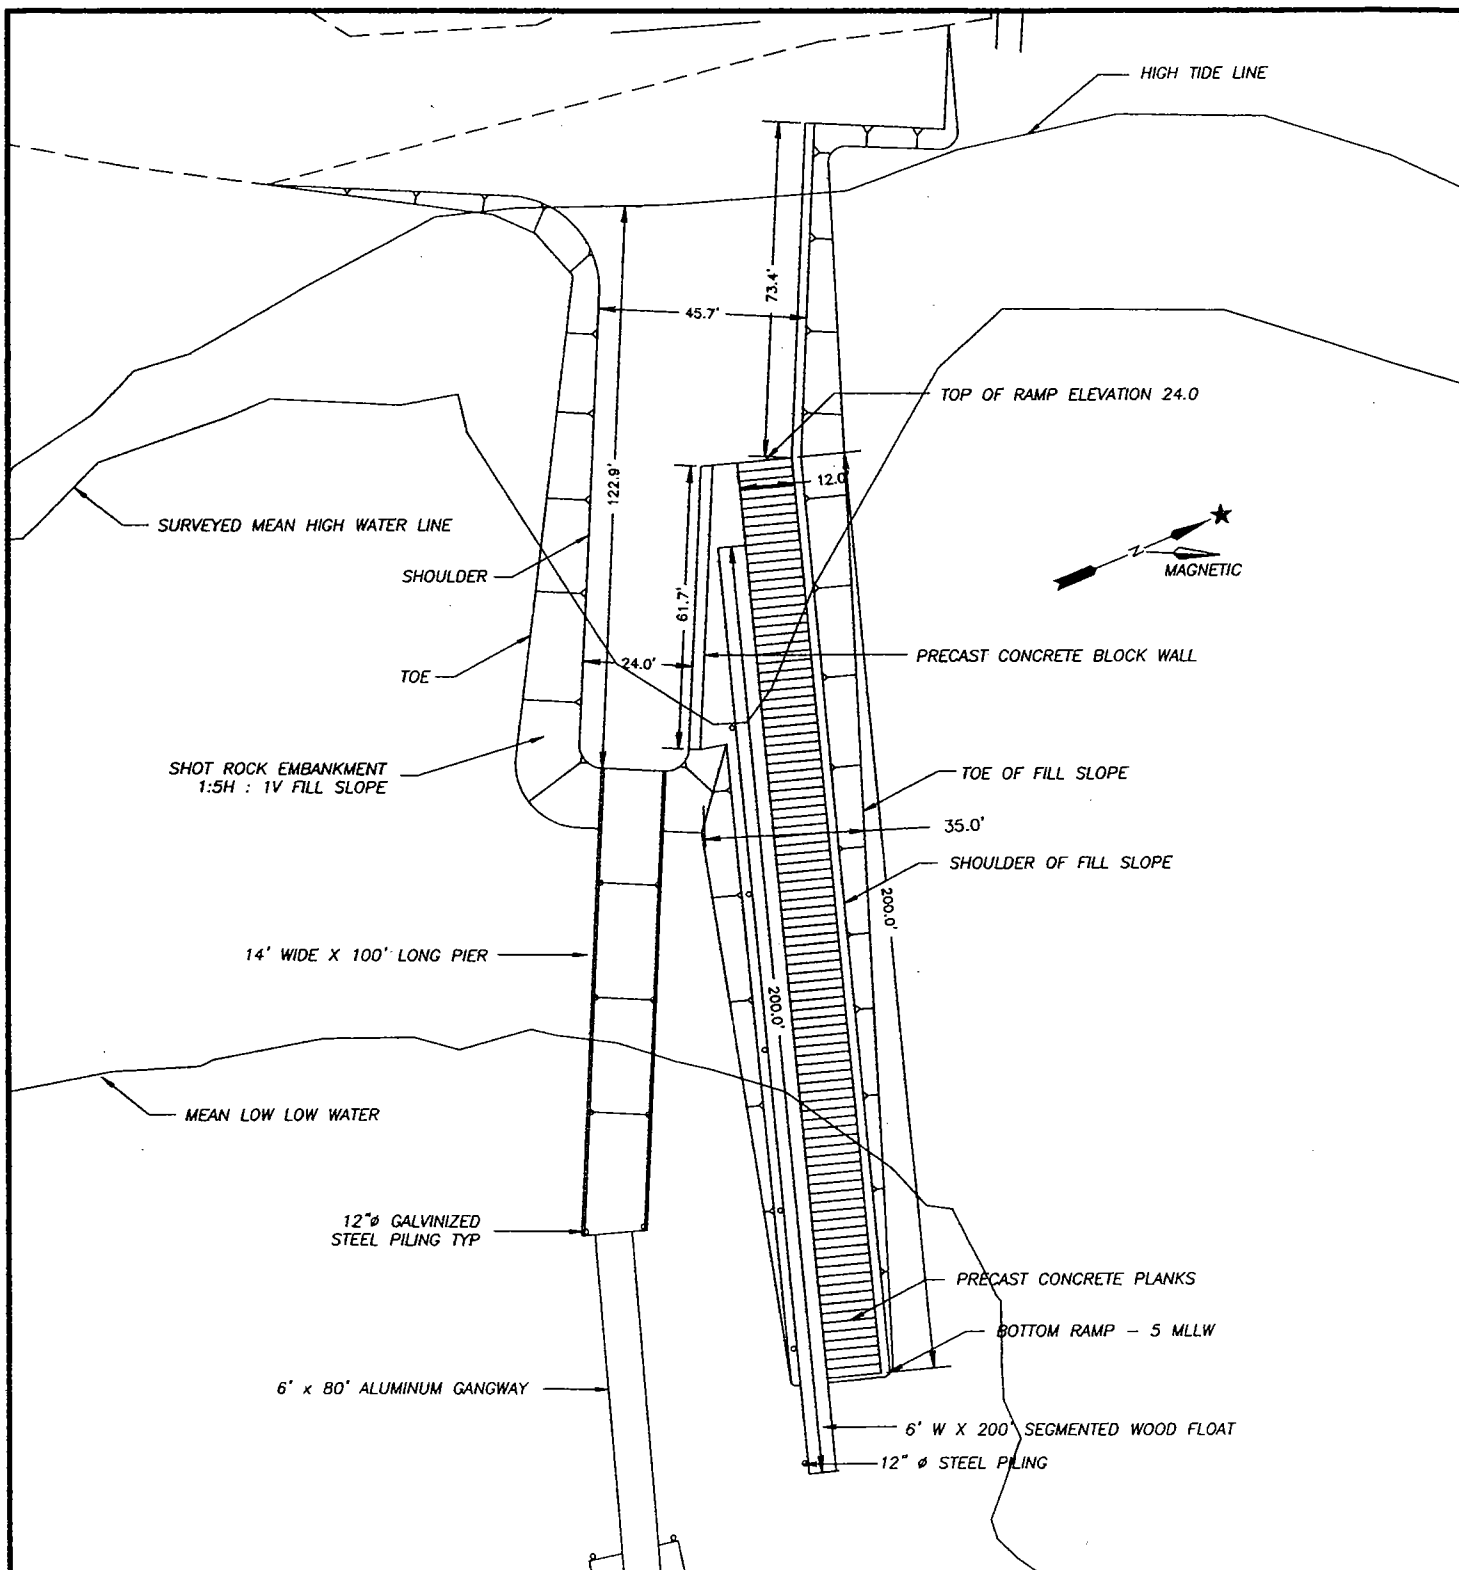 HIGH TIDE LINE
73.4'
45.7'
TOP OF RAMP ELEVATION 24.0
12.0
122.9'
SURVEYED MEAN HIGH WATER LINE
N
MAGNETIC
SHOULDER
61.7'
24.0'
PRECAST CONCRETE BLOCK WALL
TOE
SHOT ROCK EMBANKMENT
1:5H : 1V FILL SLOPE
TOE OF FILL SLOPE
35.0'
SHOULDER OF FILL SLOPE
200.0'
14' WIDE X 100' LONG PIER
200.0'
MEAN LOW LOW WATER
12"ø GALVINIZED
STEEL PILING TYP
PRECAST CONCRETE PLANKS
BOTTOM RAMP - 5 MLLW
6' x 80' ALUMINUM GANGWAY
6' W X 200' SEGMENTED WOOD FLOAT
12" ø STEEL PILING